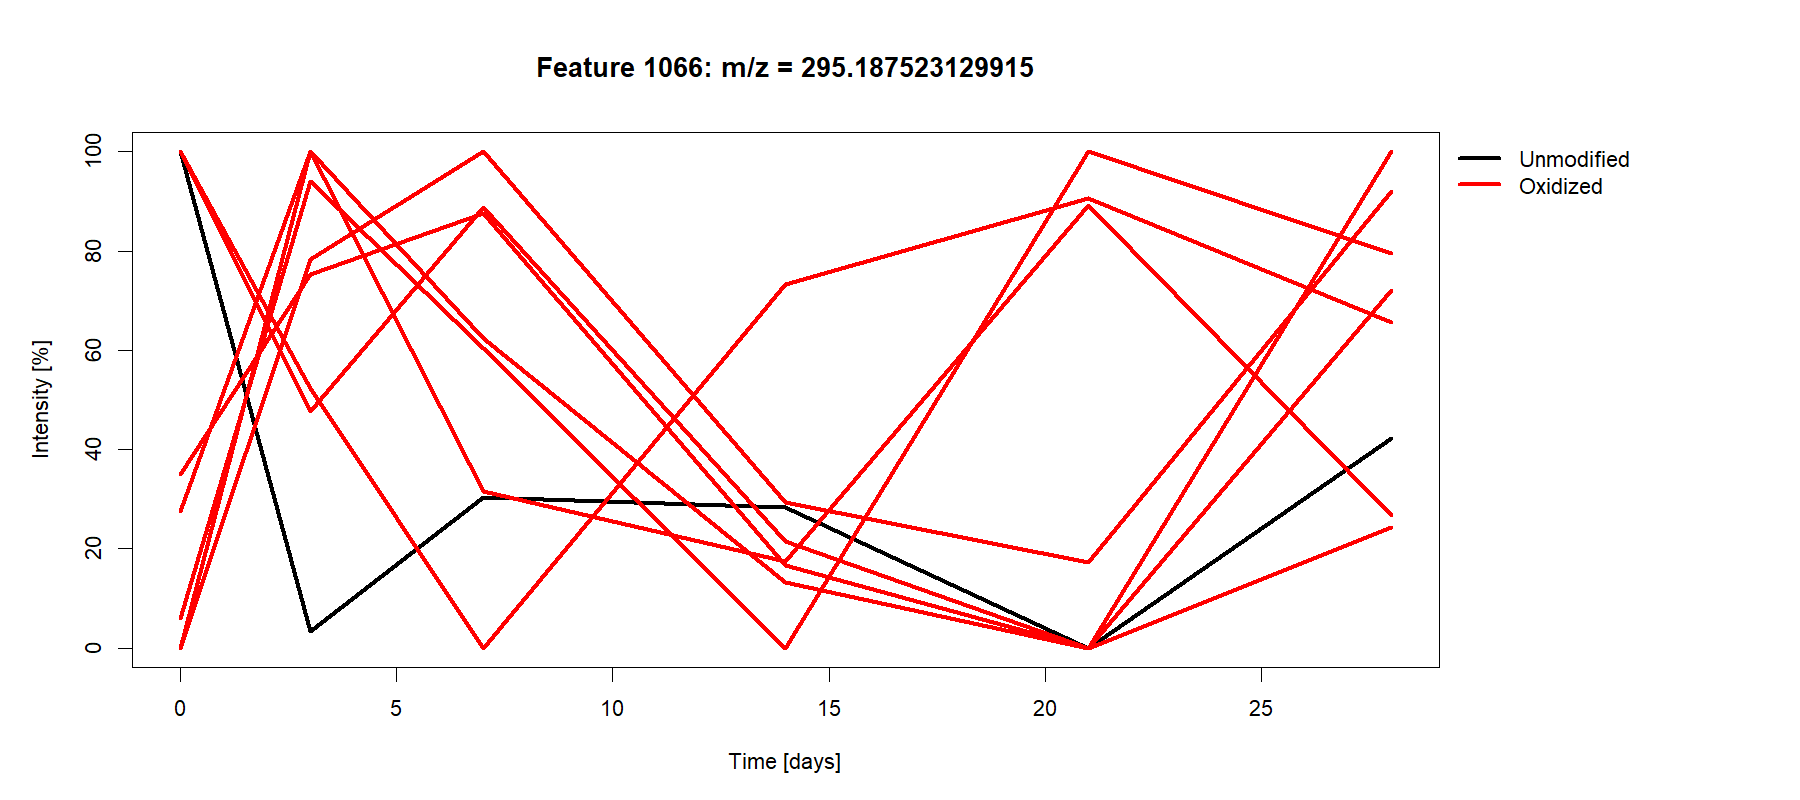 Feature 1066: m/z = 295.187523129915
Unmodified
Oxidized
Intensity [%]
100
80
60
40
20
0
0 5 10 15 20 25
Time [days]